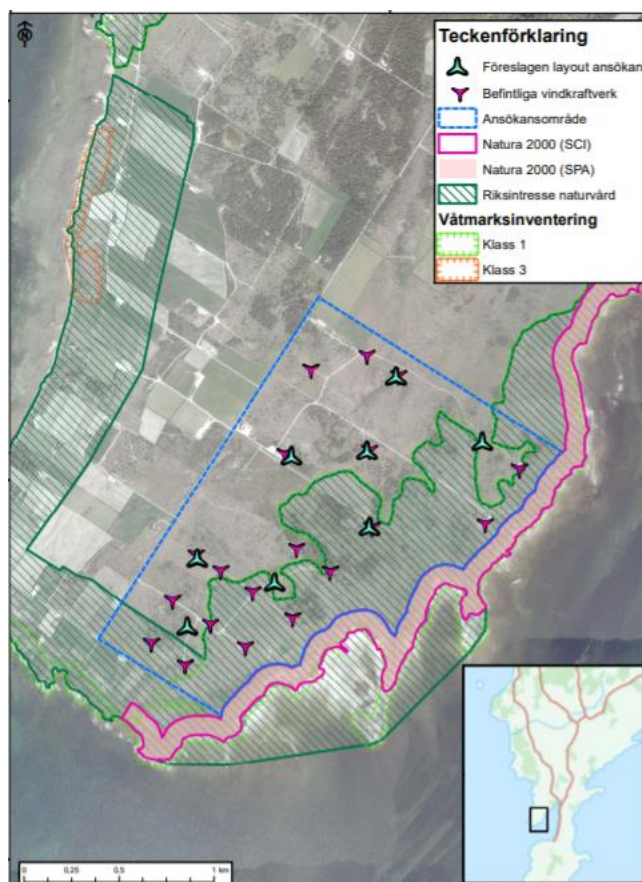 N
Teckenförklaring
Föreslagen layout ansökan
Befintliga vindkraftverk
Ansökansområde
Natura 2000 (SCI)
Natura 2000 (SPA)
Riksintresse naturvård
Våtmarksinventering
Klass 1
Klass 3
0 0,25 0,5 1 km